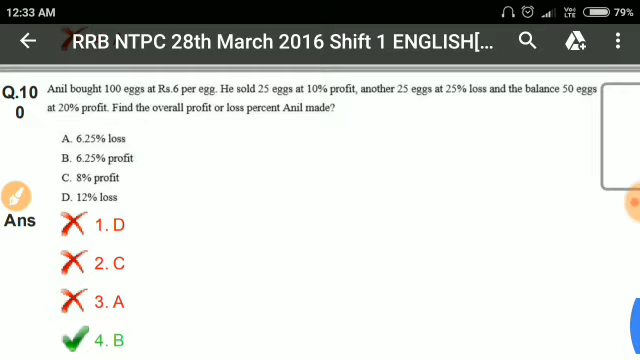 12:33 AM Vo) LTE 79%
RRB NTPC 28th March 2016 Shift 1 ENGLISH[...
Q.10 Anil bought 100 eggs at Rs.6 per egg. He sold 25 eggs at 10% profit, another 25 eggs at 25% loss and the balance 50 eggs
0 at 20% profit. Find the overall profit or loss percent Anil made?
A. 6.25% loss
B. 6.25% profit
C. 8% profit
D. 12% loss
Ans 1. D
2. C
3. A
4. B